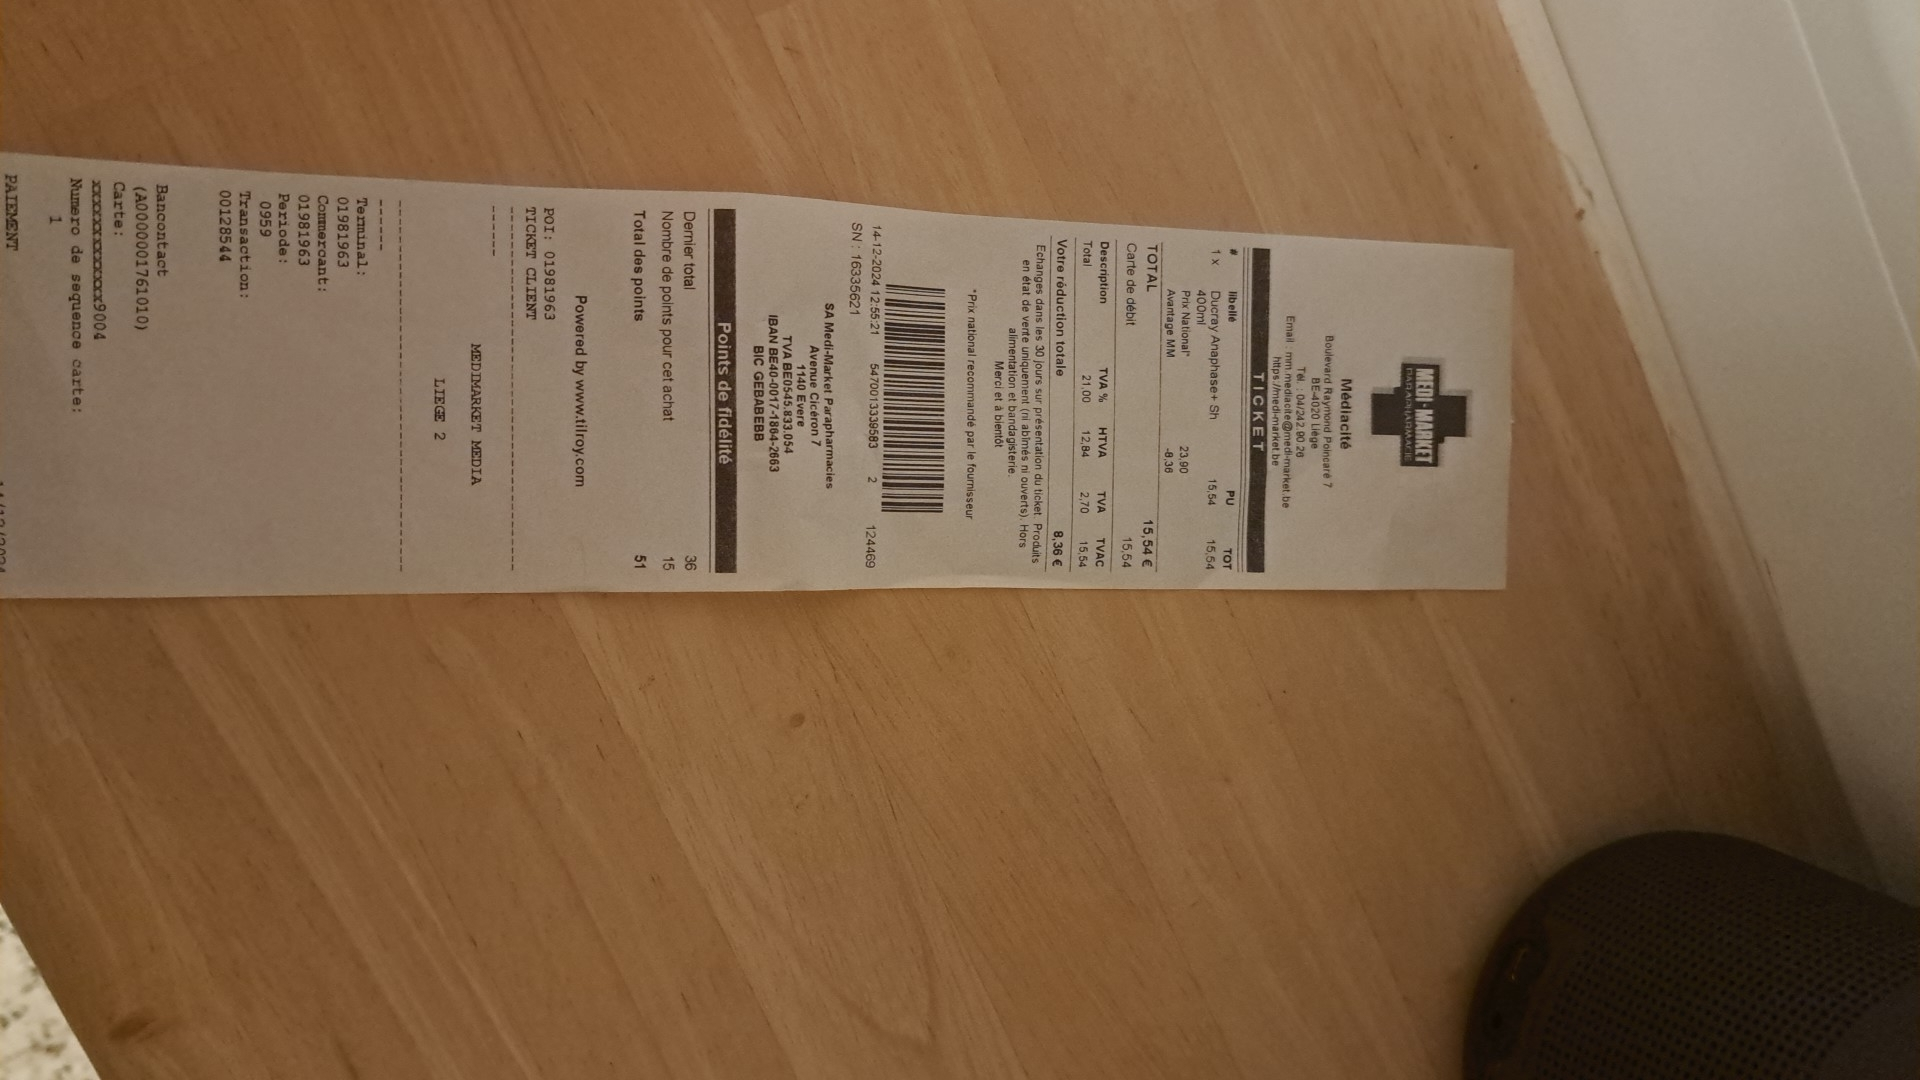 MEDI-MARKET
PARAPHARMACIE
Médiacité
Boulevard Raymond Poincaré 7
BE-4020 Liège
Tél. : 04/242.90.26
Email : mm.mediacite@medi-market.be
https://medi-market.be
TICKET
# libellé PU TOT
1 x Ducray Anaphase+ Sh 15,54 15,54
400ml
Prix National* 23,90
Avantage MM -8,36
TOTAL 15,54 €
Carte de débit 15,54
Description TVA % HTVA TVA TVAC
Total 21,00 12,84 2,70 15,54
Votre réduction totale 8,36 €
Echanges dans les 30 jours sur présentation du ticket. Produits
en état de vente uniquement (ni abîmés ni ouverts). Hors
alimentation et bandagisterie.
Merci et à bientôt
*Prix national recommandé par le fournisseur
14-12-2024 12:55:21 5470013339583 2 124469
SN : 16335621
SA Medi-Market Parapharmacies
Avenue Cicéron 7
1140 Evere
TVA BE0545.833.054
IBAN BE40-0017-1864-2663
BIC GEBABEBB
Points de fidélité
Dernier total 36
Nombre de points pour cet achat 15
Total des points 51
Powered by www.tilroy.com
POI: 01981963
TICKET CLIENT
MEDIMARKET MEDIA
LIEGE 2
Terminal:
01981963
Commercant:
01981963
Periode:
0959
Transaction:
00128544
Bancontact
(A0000001761010)
Carte:
xxxxxxxxxxxxx9004
Numero de sequence carte:
1
PAIEMENT